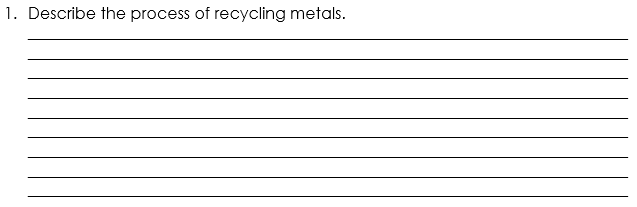 1. Describe the process of recycling metals.